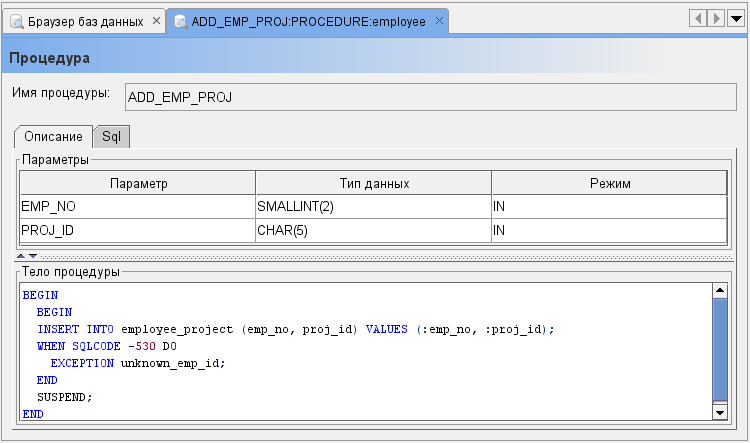 Браузер баз данных
ADD_EMP_PROJ:PROCEDURE:employee
Процедура
Имя процедуры: ADD_EMP_PROJ
Описание Sql
Параметры
Параметр Тип данных Режим
EMP_NO SMALLINT(2) IN
PROJ_ID CHAR(5) IN
Тело процедуры
BEGIN
BEGIN
INSERT INTO employee_project (emp_no, proj_id) VALUES (:emp_no, :proj_id);
WHEN SQLCODE -530 DO
EXCEPTION unknown_emp_id;
END
SUSPEND;
END